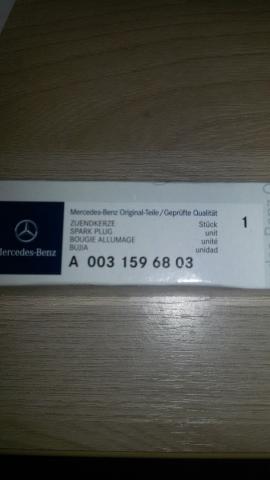 Mercedes-Benz Original-Teile/Geprüfte Qualität
ZUENDKERZE Stück 1
SPARK PLUG unit
BOUGIE ALLUMAGE unité
BUJIA unidad
Mercedes-Benz
A 003 159 68 03